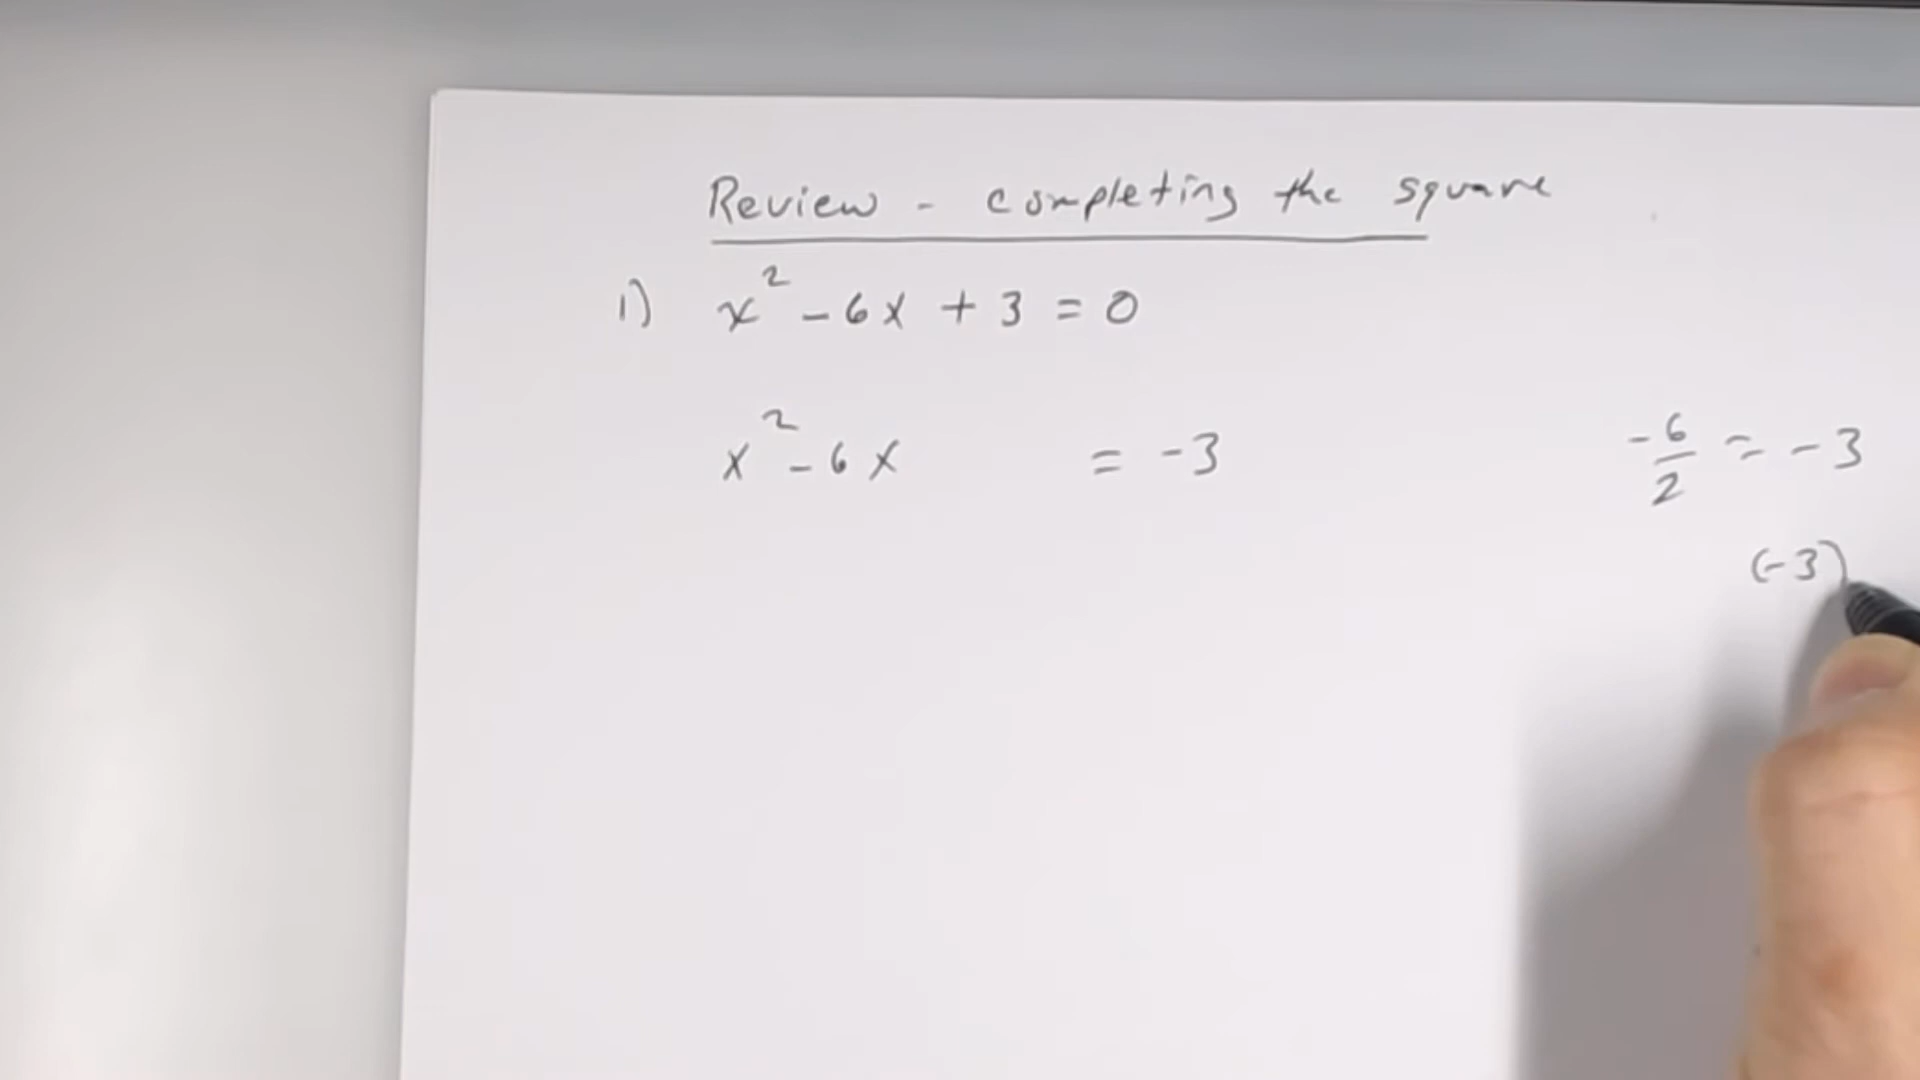 Review - completing the square
1) x² - 6x + 3 = 0
x² - 6x = -3
-6/2 = -3
(-3)